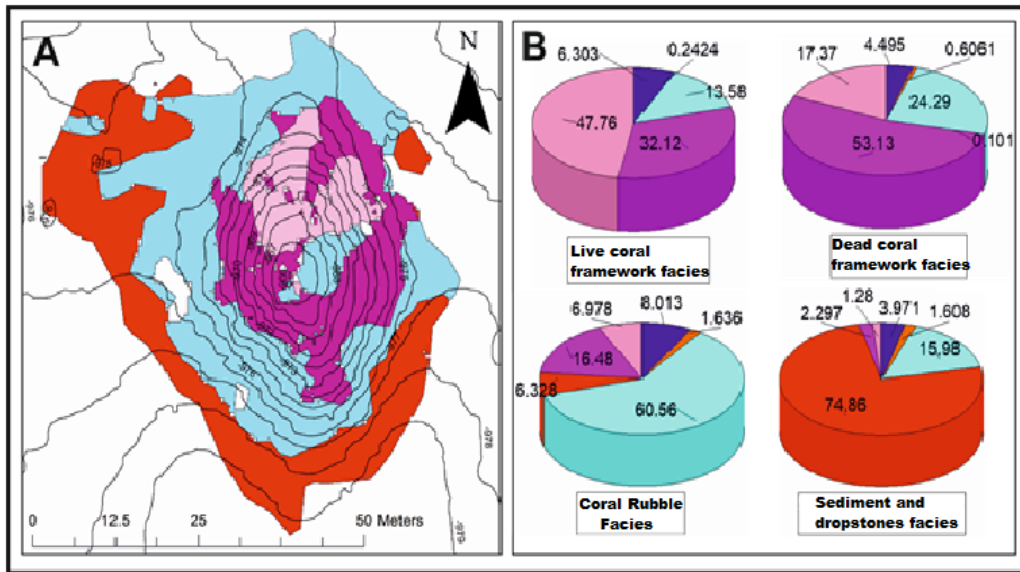 A
N
0
12.5
25
50 Meters
B
6.303
0.2424
13.58
47.76
32.12
Live coral
framework facies
17.37
4.495
0.6061
24.29
53.13
0.101
Dead coral
framework facies
6.978
8.013
1.636
16.48
6.328
60.56
Coral Rubble
Facies
2.297
1.28
3.971
1.608
15.98
74.86
Sediment and
dropstones facies